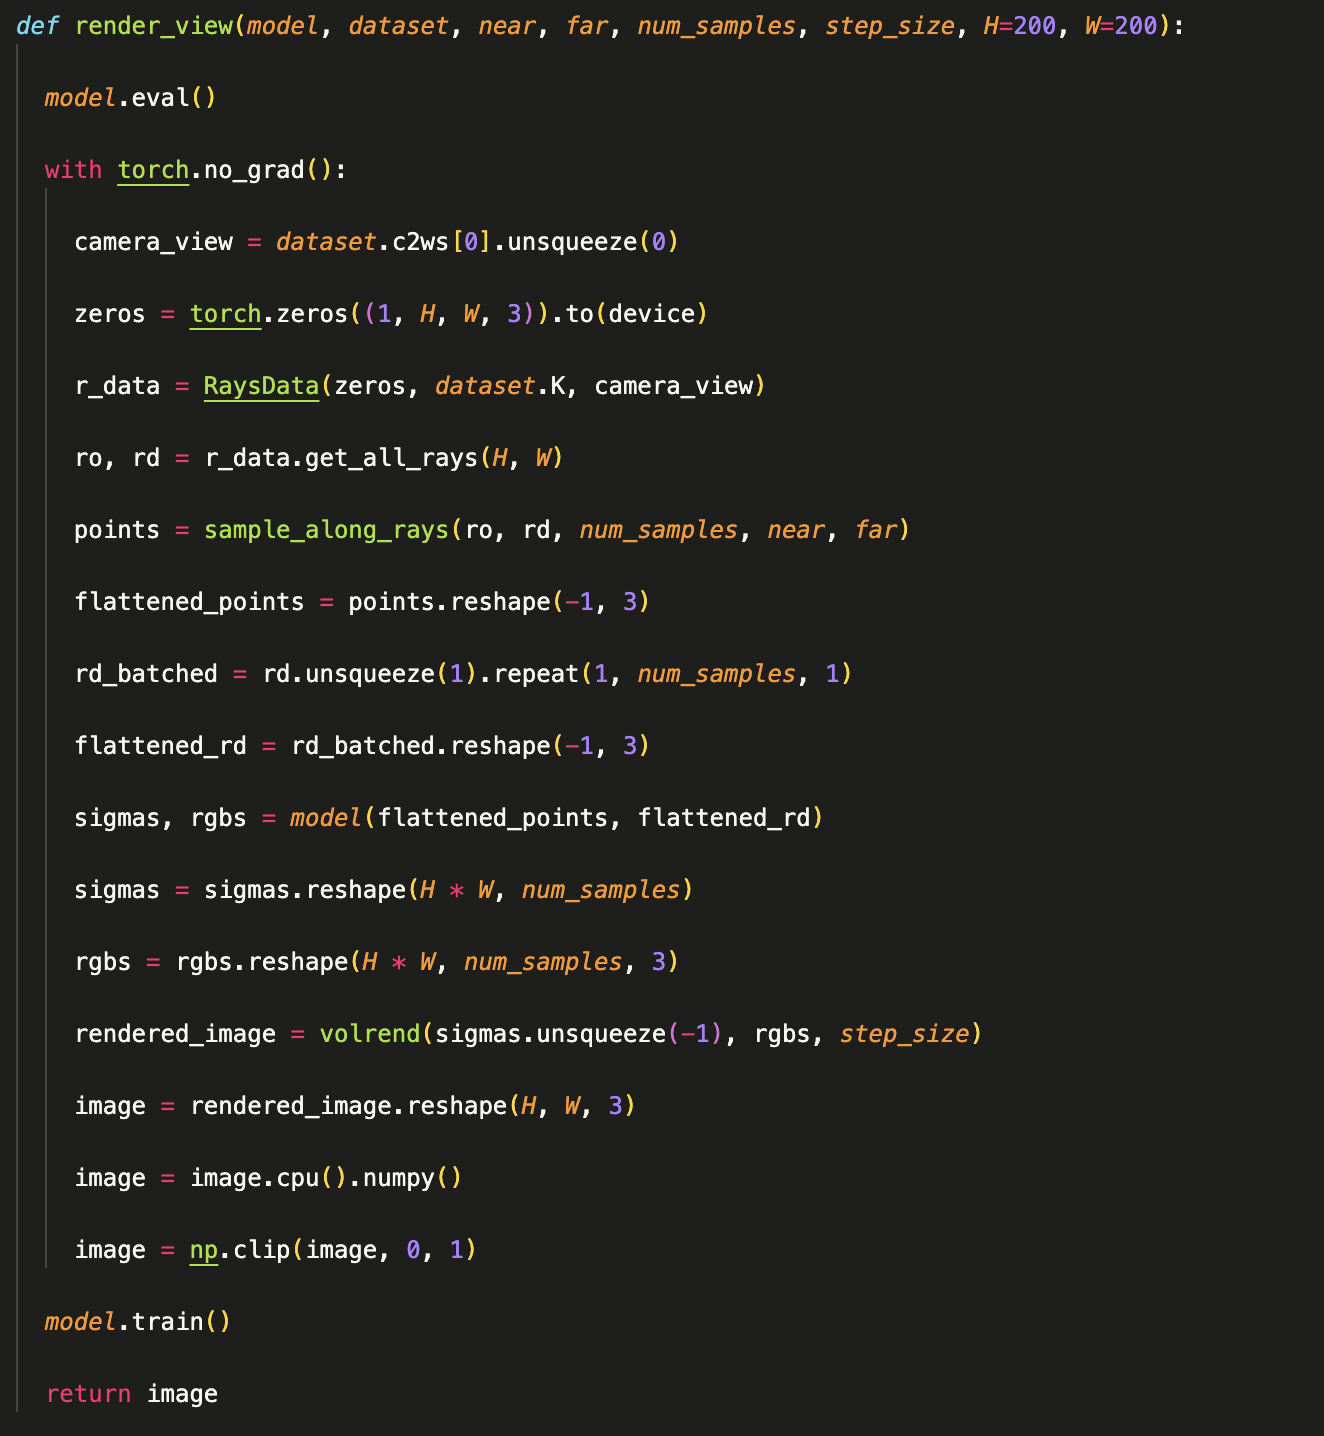 def render_view(model, dataset, near, far, num_samples, step_size, H=200, W=200):
model.eval()
with torch.no_grad():
camera_view = dataset.c2ws[0].unsqueeze(0)
zeros = torch.zeros((1, H, W, 3)).to(device)
r_data = RaysData(zeros, dataset.K, camera_view)
ro, rd = r_data.get_all_rays(H, W)
points = sample_along_rays(ro, rd, num_samples, near, far)
flattened_points = points.reshape(-1, 3)
rd_batched = rd.unsqueeze(1).repeat(1, num_samples, 1)
flattened_rd = rd_batched.reshape(-1, 3)
sigmas, rgbs = model(flattened_points, flattened_rd)
sigmas = sigmas.reshape(H * W, num_samples)
rgbs = rgbs.reshape(H * W, num_samples, 3)
rendered_image = volrend(sigmas.unsqueeze(-1), rgbs, step_size)
image = rendered_image.reshape(H, W, 3)
image = image.cpu().numpy()
image = np.clip(image, 0, 1)
model.train()
return image